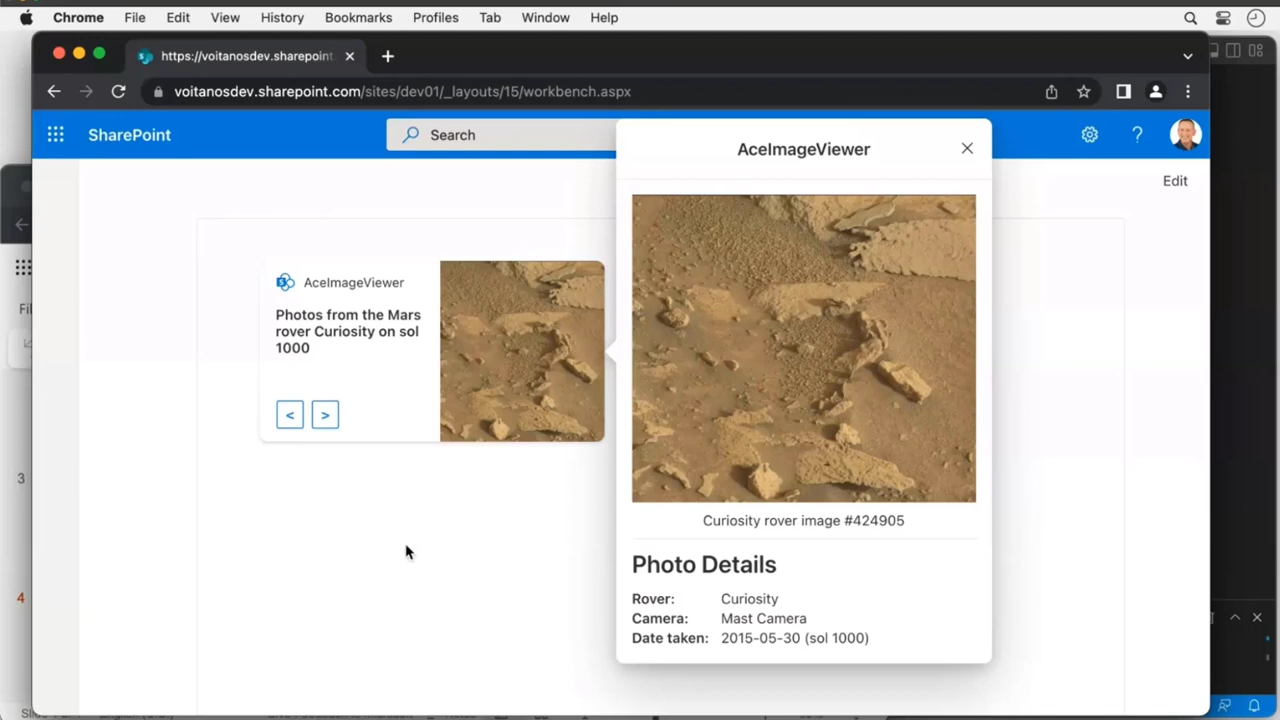 Chrome File Edit View History Bookmarks Profiles Tab Window Help
https://voitanosdev.sharepoint
voitanosdev.sharepoint.com/sites/dev01/_layouts/15/workbench.aspx
SharePoint
Search
Edit
AceImageViewer
Photos from the Mars
rover Curiosity on sol
1000
<
>
AceImageViewer
Curiosity rover image #424905
Photo Details
Rover: Curiosity
Camera: Mast Camera
Date taken: 2015-05-30 (sol 1000)
3
4